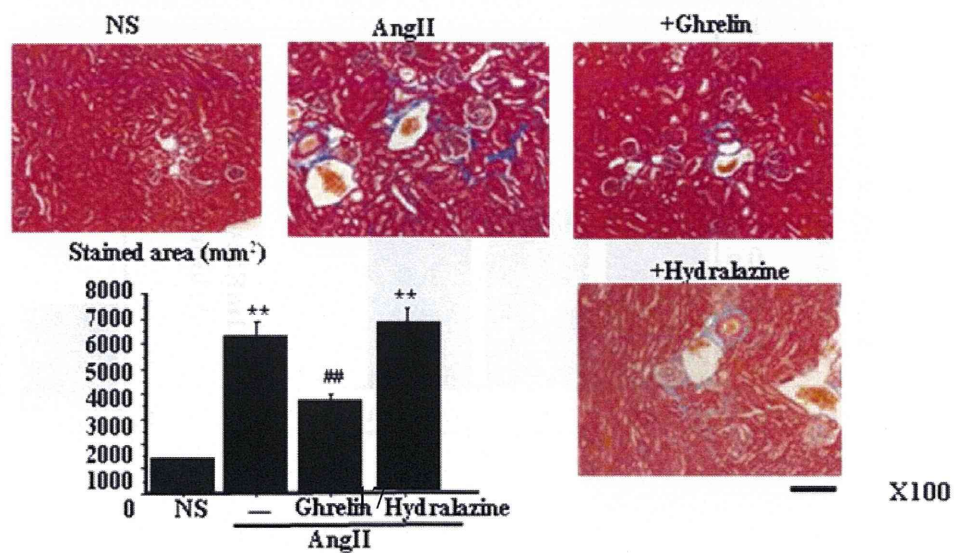 NS
AngII
+Ghrelin
Stained area (mm²)
+Hydralazine
8000
7000
6000
5000
4000
3000
2000
1000
0
**
##
**
NS
—
Ghrelin
Hydralazine
AngII
X100